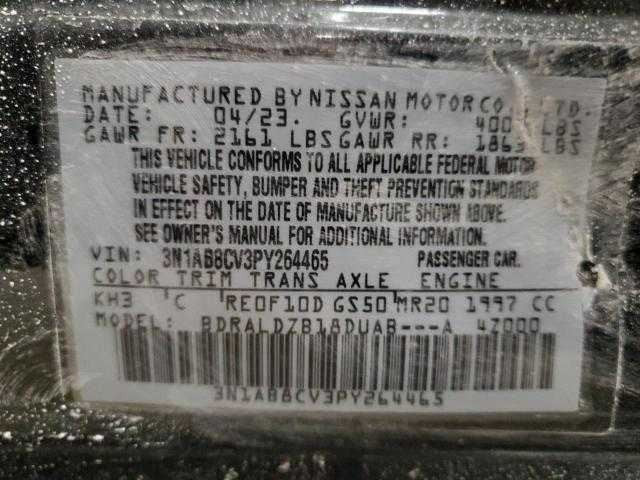 MANUFACTURED BY NISSAN MOTOR CO. LTD.
DATE: 04/23. GVWR: 400 LBS
GAWR FR: 2161 LBS GAWR RR: 1863 LBS
THIS VEHICLE CONFORMS TO ALL APPLICABLE FEDERAL MOTOR
VEHICLE SAFETY, BUMPER AND THEFT PREVENTION STANDARDS
IN EFFECT ON THE DATE OF MANUFACTURE SHOWN ABOVE.
SEE OWNER'S MANUAL FOR ADDITIONAL INFORMATION.
VIN: 3N1AB8CV3PY264465 PASSENGER CAR.
COLOR TRIM TRANS AXLE ENGINE
KH3 C RE0F10D GS50 MR20 1997 CC
MODEL: BDRALDZB18DUAB---A 4Z000
3N1AB8CV3PY264465